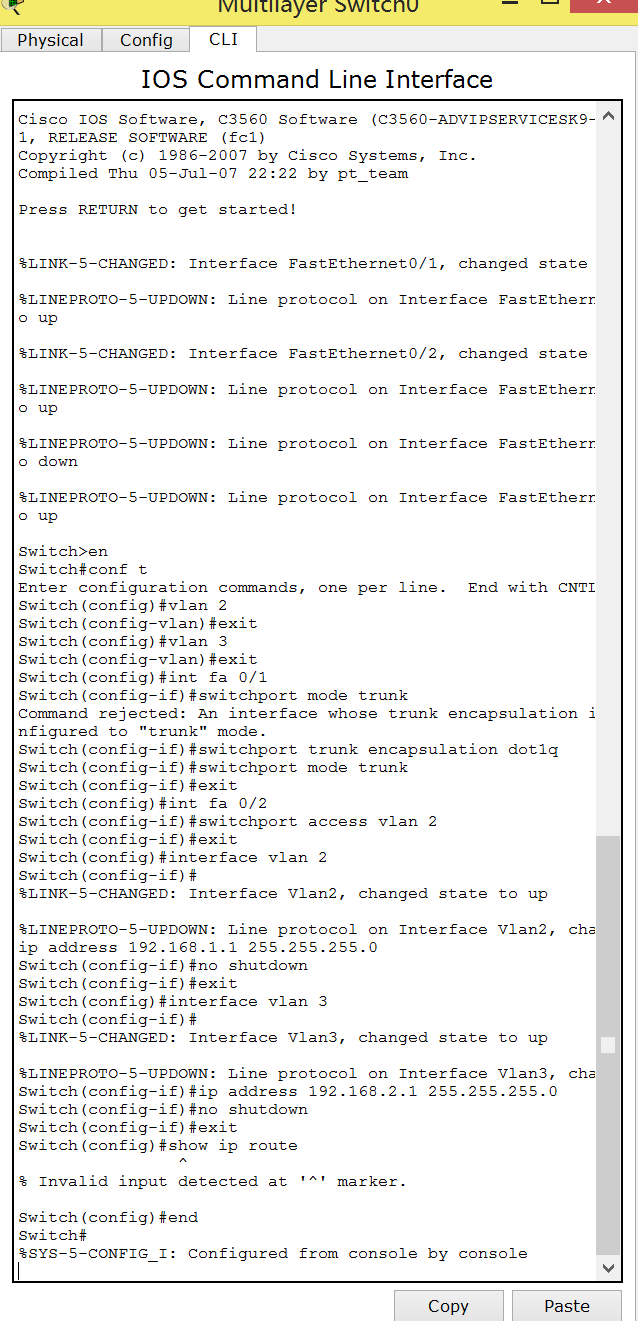 Multilayer Switch0
Physical
Config
CLI
IOS Command Line Interface
Cisco IOS Software, C3560 Software (C3560-ADVIPSERVICESK9-
1, RELEASE SOFTWARE (fc1)
Copyright (c) 1986-2007 by Cisco Systems, Inc.
Compiled Thu 05-Jul-07 22:22 by pt_team
Press RETURN to get started!
%LINK-5-CHANGED: Interface FastEthernet0/1, changed state
%LINEPROTO-5-UPDOWN: Line protocol on Interface FastEthern
o up
%LINK-5-CHANGED: Interface FastEthernet0/2, changed state
%LINEPROTO-5-UPDOWN: Line protocol on Interface FastEthern
o up
%LINEPROTO-5-UPDOWN: Line protocol on Interface FastEthern
o down
%LINEPROTO-5-UPDOWN: Line protocol on Interface FastEthern
o up
Switch>en
Switch#conf t
Enter configuration commands, one per line.  End with CNTL
Switch(config)#vlan 2
Switch(config-vlan)#exit
Switch(config)#vlan 3
Switch(config-vlan)#exit
Switch(config)#int fa 0/1
Switch(config-if)#switchport mode trunk
Command rejected: An interface whose trunk encapsulation i
nfigured to "trunk" mode.
Switch(config-if)#switchport trunk encapsulation dot1q
Switch(config-if)#switchport mode trunk
Switch(config-if)#exit
Switch(config)#int fa 0/2
Switch(config-if)#switchport access vlan 2
Switch(config-if)#exit
Switch(config)#interface vlan 2
Switch(config-if)#
%LINK-5-CHANGED: Interface Vlan2, changed state to up
%LINEPROTO-5-UPDOWN: Line protocol on Interface Vlan2, cha
ip address 192.168.1.1 255.255.255.0
Switch(config-if)#no shutdown
Switch(config-if)#exit
Switch(config)#interface vlan 3
Switch(config-if)#
%LINK-5-CHANGED: Interface Vlan3, changed state to up
%LINEPROTO-5-UPDOWN: Line protocol on Interface Vlan3, cha
Switch(config-if)#ip address 192.168.2.1 255.255.255.0
Switch(config-if)#no shutdown
Switch(config-if)#exit
Switch(config)#show ip route
^
% Invalid input detected at '^' marker.
Switch(config)#end
Switch#
%SYS-5-CONFIG_I: Configured from console by console
Copy
Paste